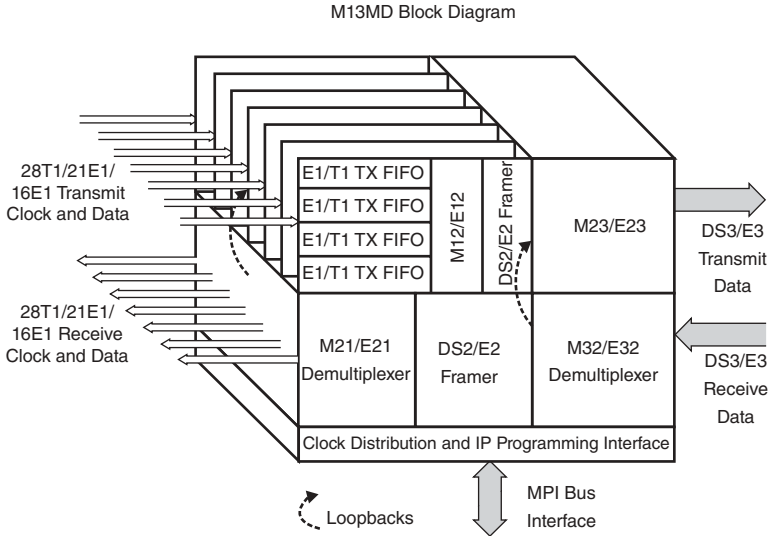 M13MD Block Diagram
28T1/21E1/
16E1 Transmit
Clock and Data
E1/T1 TX FIFO
E1/T1 TX FIFO
E1/T1 TX FIFO
E1/T1 TX FIFO
M12/E12
DS2/E2 Framer
M23/E23
DS3/E3
Transmit
Data
28T1/21E1/
16E1 Receive
Clock and Data
M21/E21
Demultiplexer
DS2/E2
Framer
M32/E32
Demultiplexer
DS3/E3
Receive
Data
Clock Distribution and IP Programming Interface
Loopbacks
MPI Bus
Interface